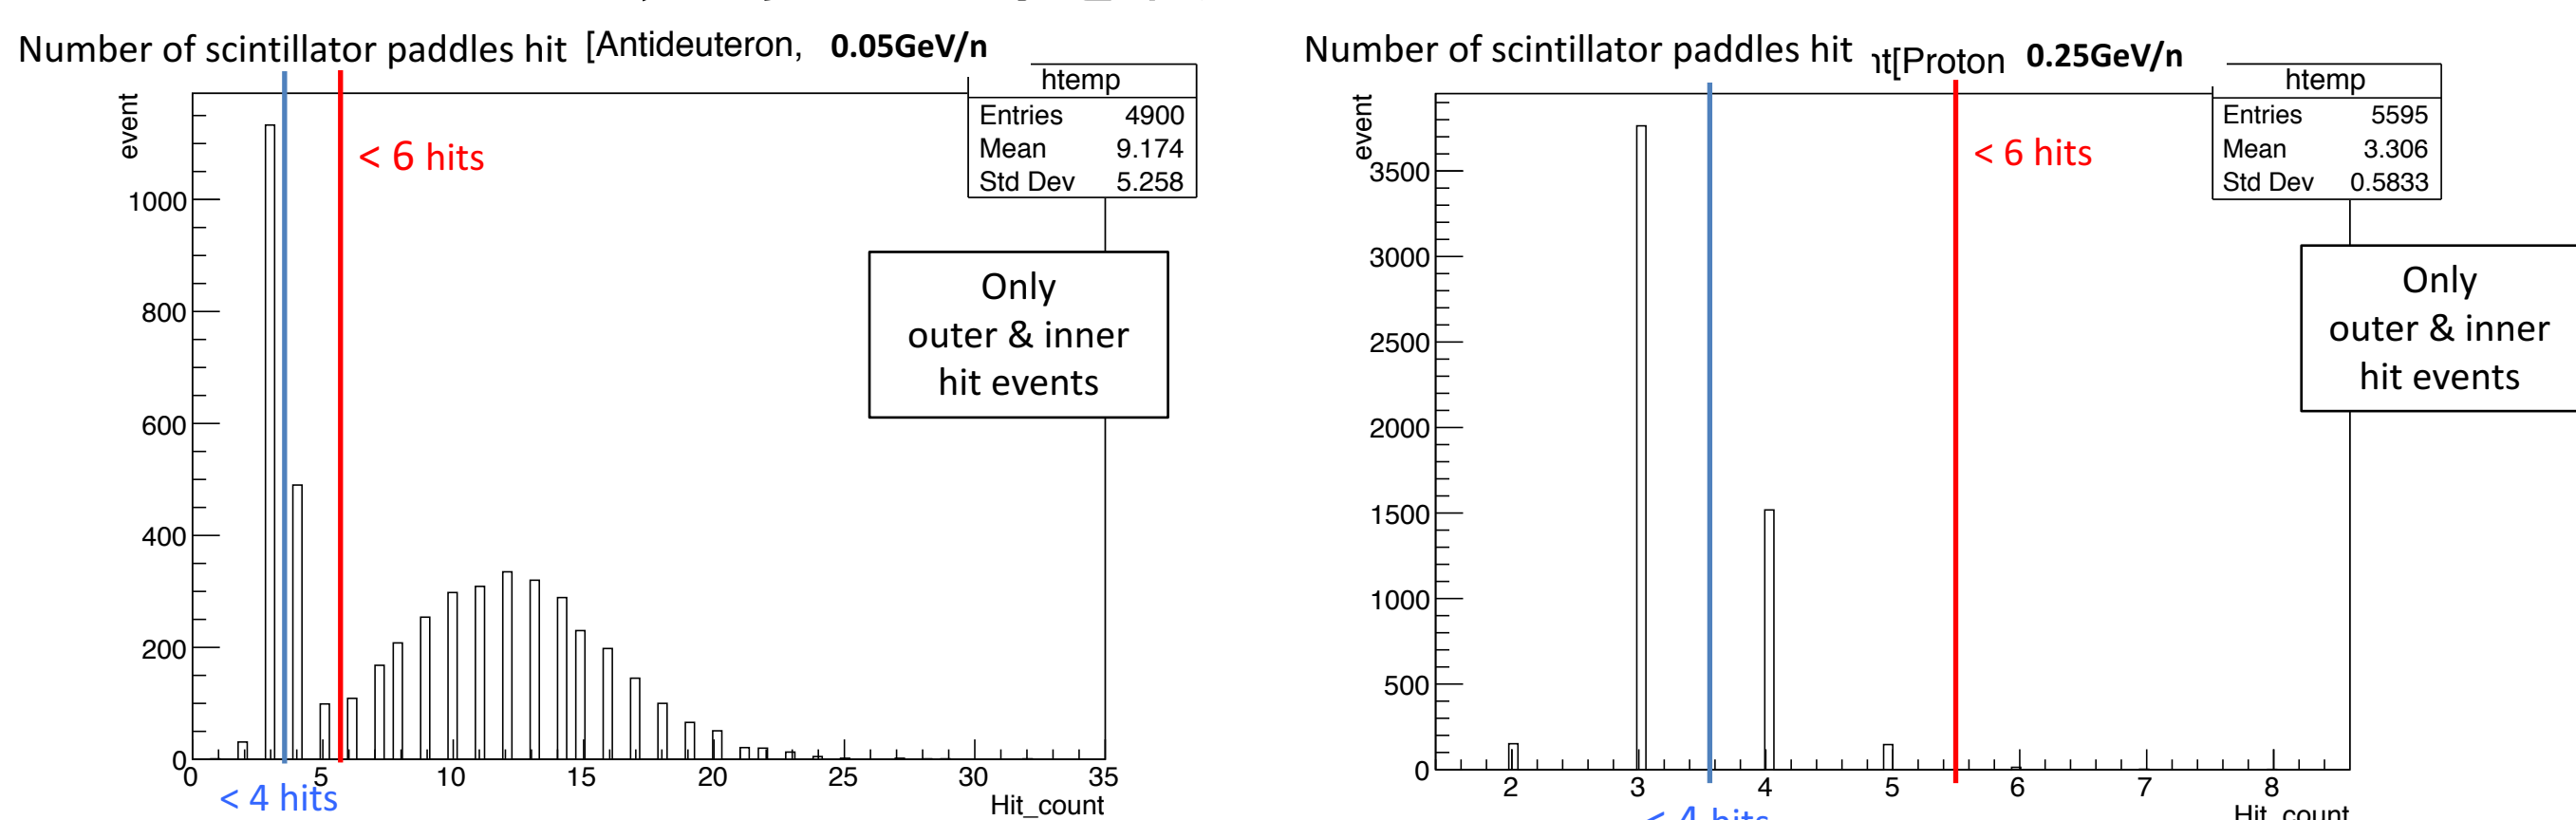 Number of scintillator paddles hit [Antideuteron, 0.05GeV/n
htemp
Entries 4900
Mean 9.174
Std Dev 5.258
event
< 6 hits
Only
outer & inner
hit events
1000
800
600
400
200
0
0 5 10 15 20 25 30 35
< 4 hits
Hit_count
Number of scintillator paddles hit nt[Proton 0.25GeV/n
htemp
Entries 5595
Mean 3.306
Std Dev 0.5833
event
< 6 hits
Only
outer & inner
hit events
3500
3000
2500
2000
1500
1000
500
0
2 3 4 5 6 7 8
< 4 hits
Hit_count